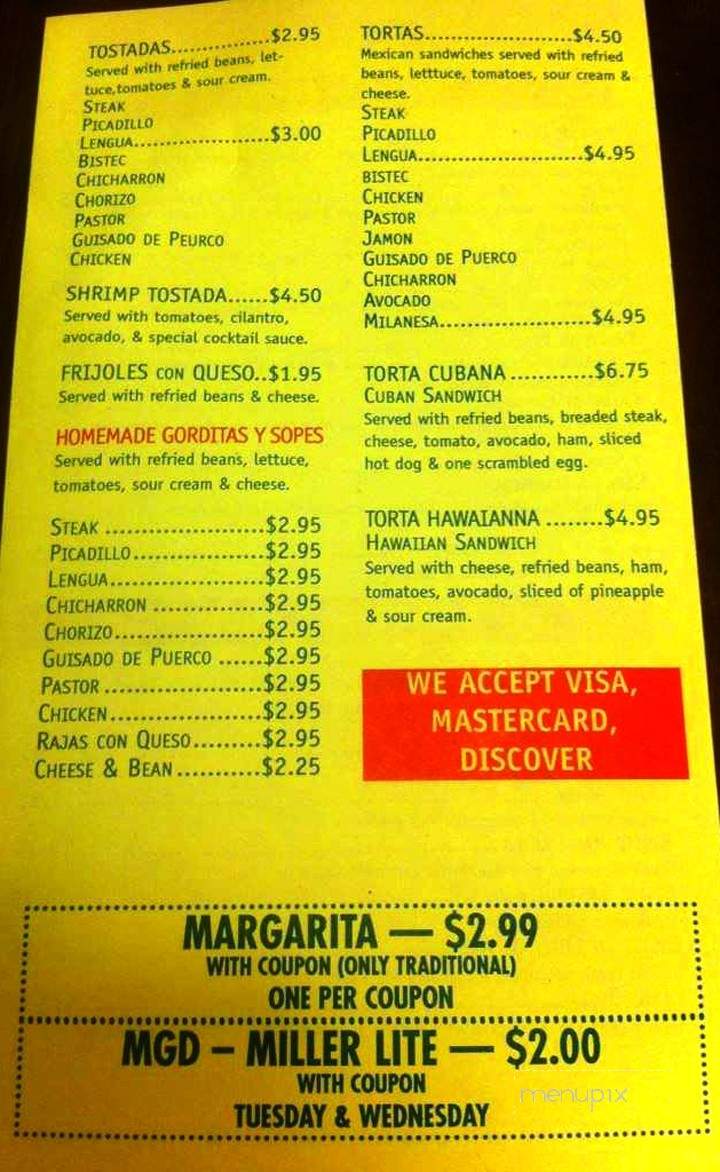 TOSTADAS..............$2.95
Served with refried beans, let-
tuce,tomatoes & sour cream.
STEAK
PICADILLO
LENGUA....................$3.00
BISTEC
CHICHARRON
CHORIZO
PASTOR
GUISADO DE PEURCO
CHICKEN
SHRIMP TOSTADA......$4.50
Served with tomatoes, cilantro,
avocado, & special cocktail sauce.
FRIJOLES CON QUESO..$1.95
Served with refried beans & cheese.
HOMEMADE GORDITAS Y SOPES
Served with refried beans, lettuce,
tomatoes, sour cream & cheese.
STEAK .......................$2.95
PICADILLO...................$2.95
LENGUA......................$2.95
CHICHARRON ................$2.95
CHORIZO.....................$2.95
GUISADO DE PUERCO ......$2.95
PASTOR .......................$2.95
CHICKEN......................$2.95
RAJAS CON QUESO.........$2.95
CHEESE & BEAN ...........$2.25
TORTAS.....................$4.50
Mexican sandwiches served with refried
beans, letttuce, tomatoes, sour cream &
cheese.
STEAK
PICADILLO
LENGUA........................$4.95
BISTEC
CHICKEN
PASTOR
JAMON
GUISADO DE PUERCO
CHICHARRON
AVOCADO
MILANESA......................$4.95
TORTA CUBANA ............$6.75
CUBAN SANDWICH
Served with refried beans, breaded steak,
cheese, tomato, avocado, ham, sliced
hot dog & one scrambled egg.
TORTA HAWAIANNA ........$4.95
HAWAIIAN SANDWICH
Served with cheese, refried beans, ham,
tomatoes, avocado, sliced of pineapple
& sour cream.
WE ACCEPT VISA,
MASTERCARD,
DISCOVER
MARGARITA — $2.99
WITH COUPON (ONLY TRADITIONAL)
ONE PER COUPON
MGD – MILLER LITE — $2.00
WITH COUPON
TUESDAY & WEDNESDAY
menupix